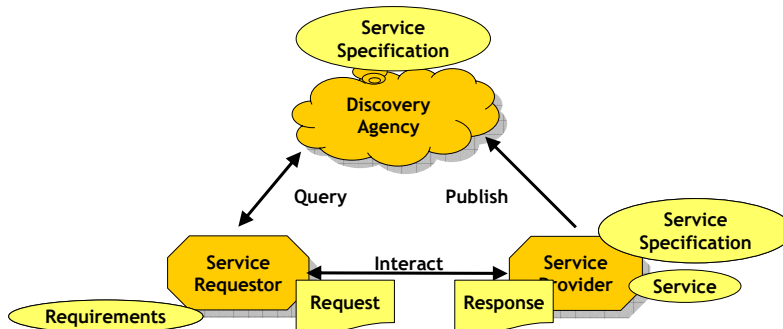 Service
Specification
Discovery
Agency
Query
Publish
Service
Specification
Service
Requestor
Interact
Service
Provider
Service
Request
Response
Requirements